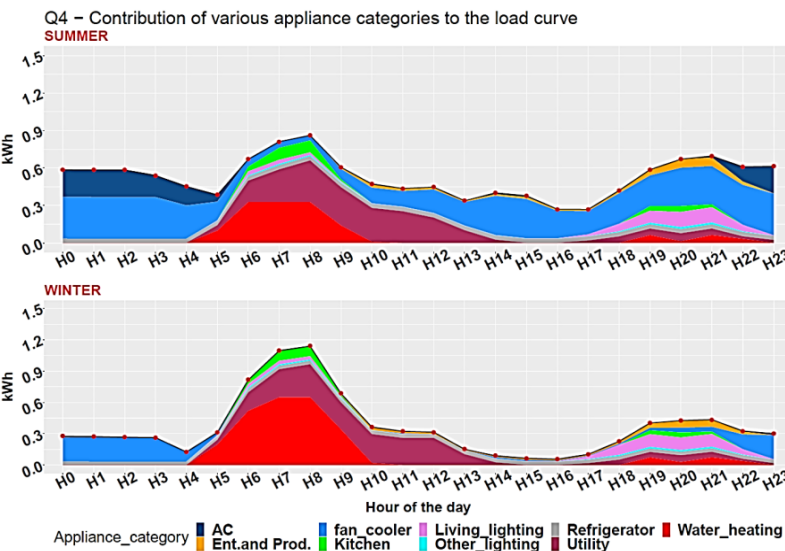 Q4 − Contribution of various appliance categories to the load curve
SUMMER
1.5
1.2
0.9
0.6
0.3
0.0
kWh
H0 H1 H2 H3 H4 H5 H6 H7 H8 H9 H10 H11 H12 H13 H14 H15 H16 H17 H18 H19 H20 H21 H22 H23
WINTER
1.5
1.2
0.9
0.6
0.3
0.0
kWh
H0 H1 H2 H3 H4 H5 H6 H7 H8 H9 H10 H11 H12 H13 H14 H15 H16 H17 H18 H19 H20 H21 H22 H23
Hour of the day
Appliance_category
AC fan_cooler Living_lighting Refrigerator Water_heating
Ent.and Prod. Kitchen Other_lighting Utility